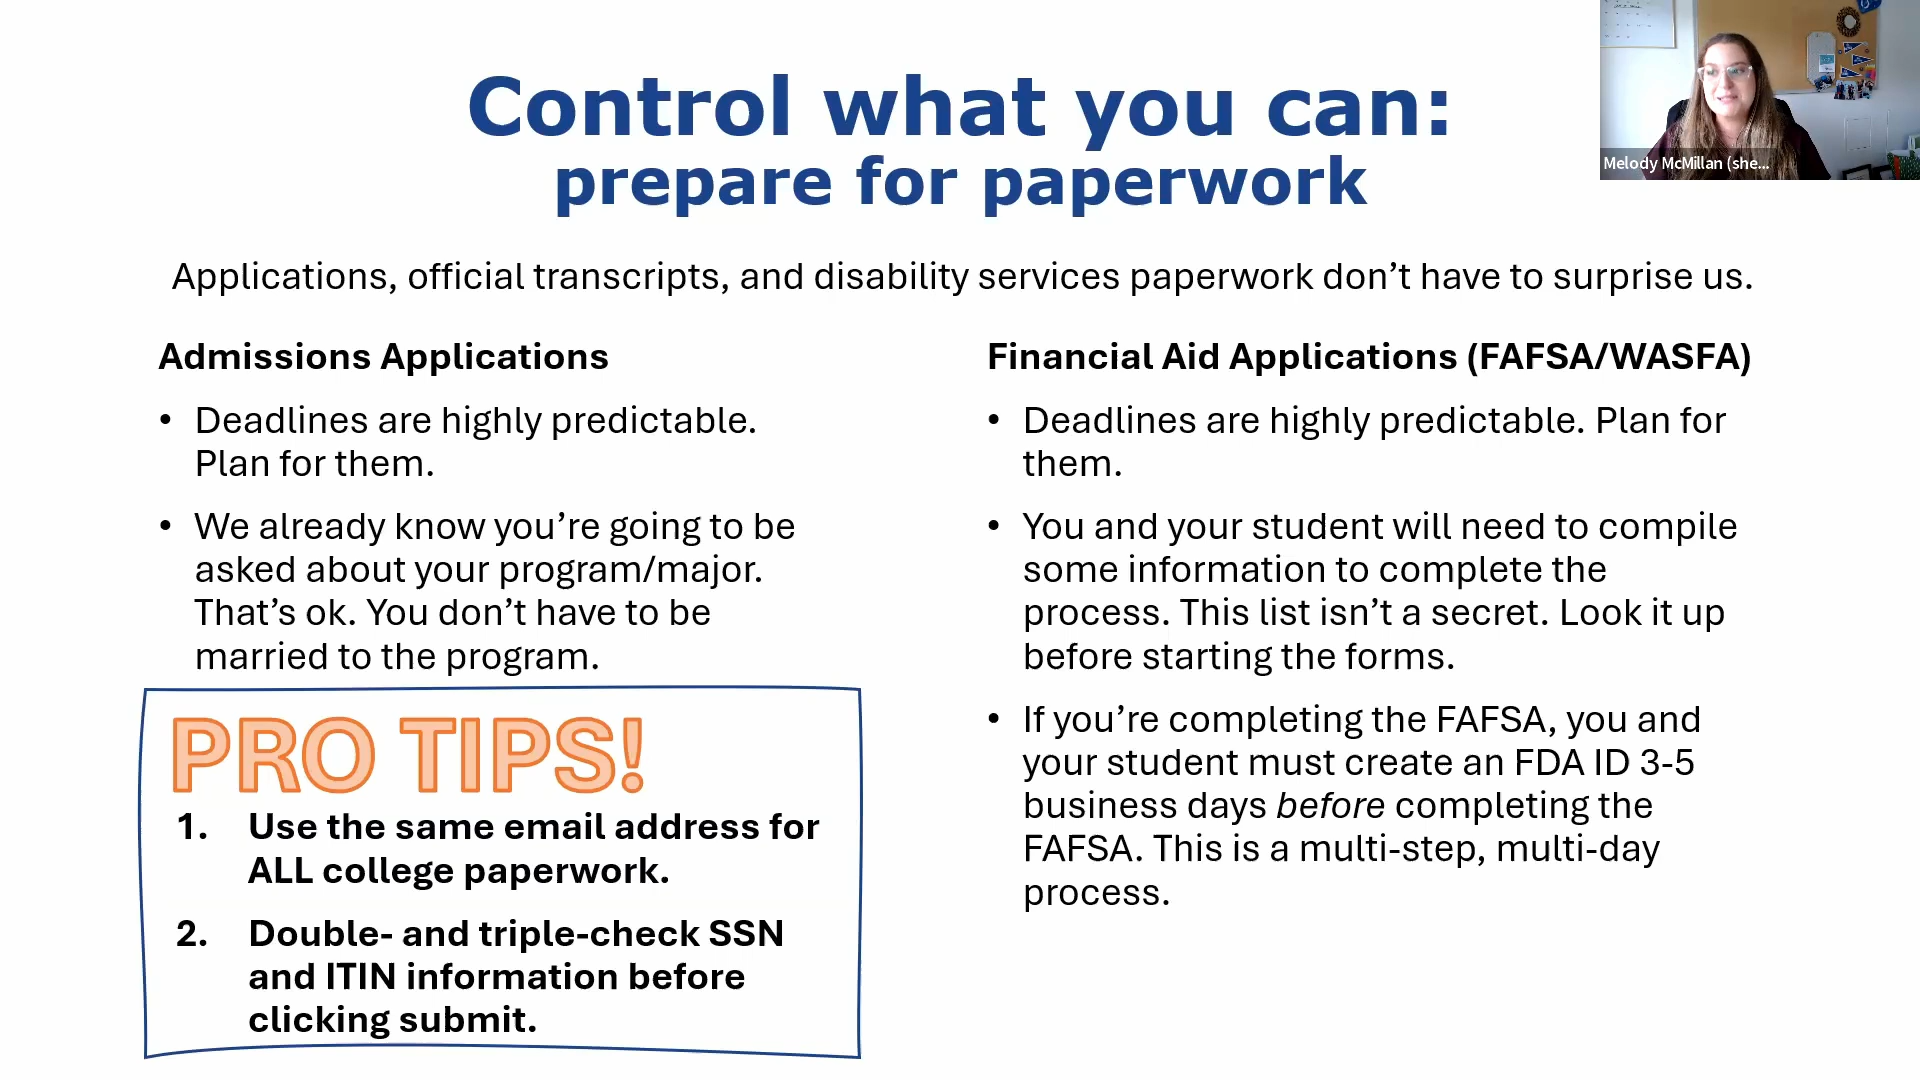 Control what you can:
prepare for paperwork
Melody McMillan (she...
Applications, official transcripts, and disability services paperwork don’t have to surprise us.
Admissions Applications
• Deadlines are highly predictable.
Plan for them.
• We already know you’re going to be
asked about your program/major.
That’s ok. You don’t have to be
married to the program.
PRO TIPS!
1. Use the same email address for
ALL college paperwork.
2. Double- and triple-check SSN
and ITIN information before
clicking submit.
Financial Aid Applications (FAFSA/WASFA)
• Deadlines are highly predictable. Plan for
them.
• You and your student will need to compile
some information to complete the
process. This list isn’t a secret. Look it up
before starting the forms.
• If you’re completing the FAFSA, you and
your student must create an FDA ID 3-5
business days before completing the
FAFSA. This is a multi-step, multi-day
process.